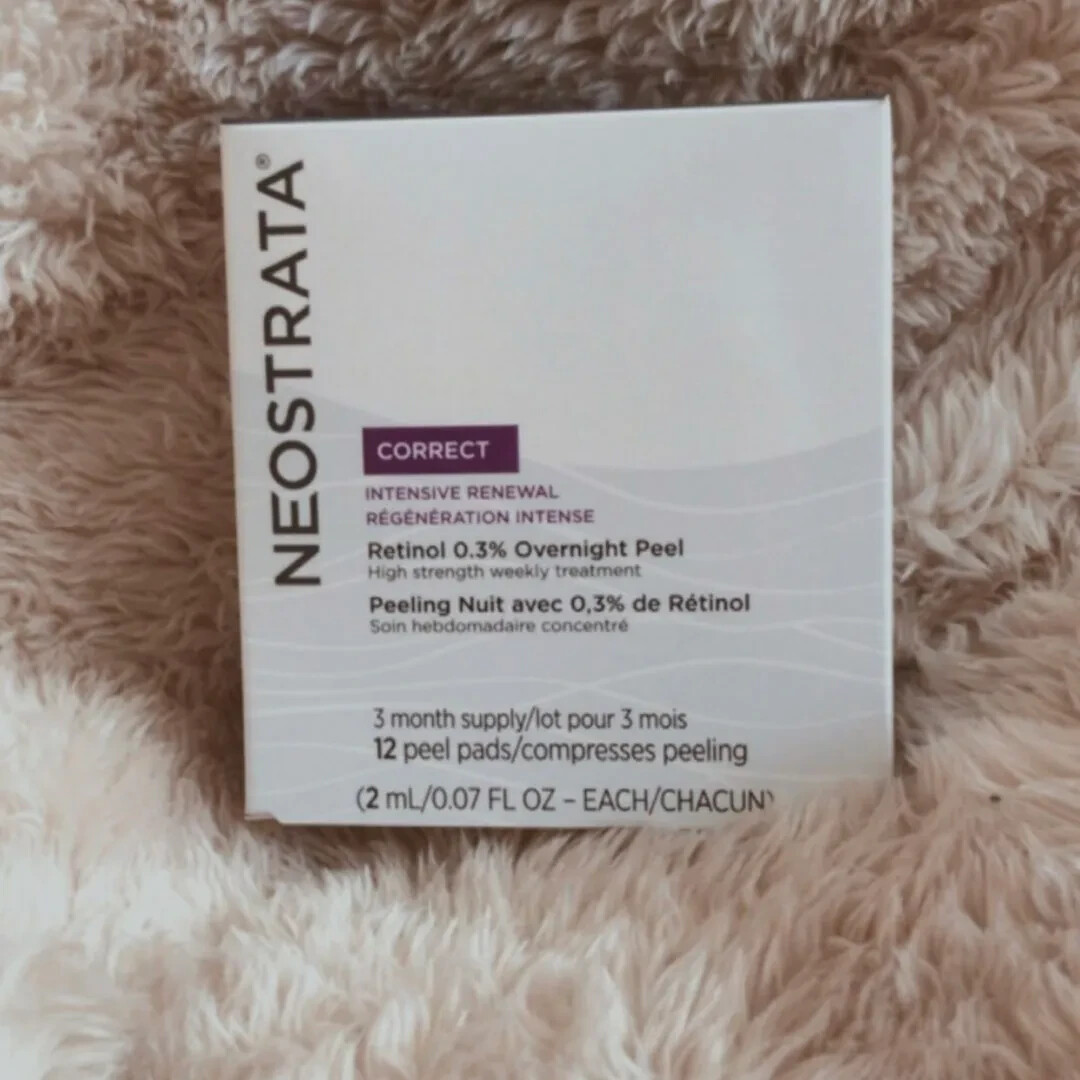 NEOSTRATA®
CORRECT
INTENSIVE RENEWAL
RÉGÉNÉRATION INTENSE
Retinol 0.3% Overnight Peel
High strength weekly treatment
Peeling Nuit avec 0,3% de Rétinol
Soin hebdomadaire concentré
3 month supply/lot pour 3 mois
12 peel pads/compresses peeling
(2 mL/0.07 FL OZ – EACH/CHACUN)